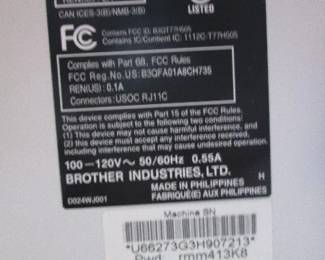 CAN ICES-3(B)/NMB-3(B)
LISTED
FC
Contains FCC ID: B3QT77H505
Contains IC/Contient IC: 1112C-T77H505
Complies with Part 68, FCC Rules
FCC Reg.No.US: B3QFA01A8CH735
REN(US): 0.1A
Connectors: USOC RJ11C
This device complies with Part 15 of the FCC Rules.
Operation is subject to the following two conditions:
(1) This device may not cause harmful interference, and
(2) this device must accept any interference received,
including interference that may cause undesired operation.
100-120V~ 50/60Hz 0.55A
BROTHER INDUSTRIES, LTD.
MADE IN PHILIPPINES H
FABRIQUÉ(E) AUX PHILIPPINES
D024WJ001
Machine SN
*U66273G3H907213*
Pwd: rmm413K8